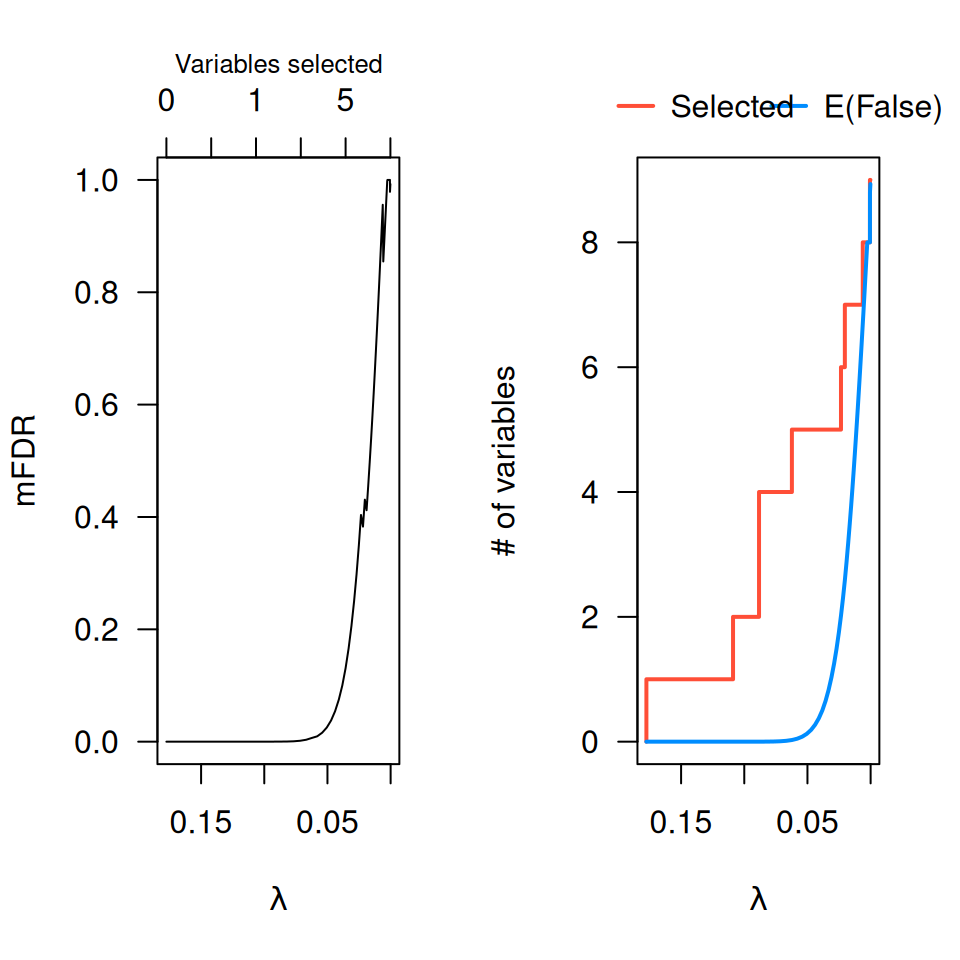 Variables selected
0 1 5
1.0
0.8
0.6
0.4
0.2
0.0
mFDR
0.15 0.05
λ
Selected E(False)
8
6
4
2
0
# of variables
0.15 0.05
λ